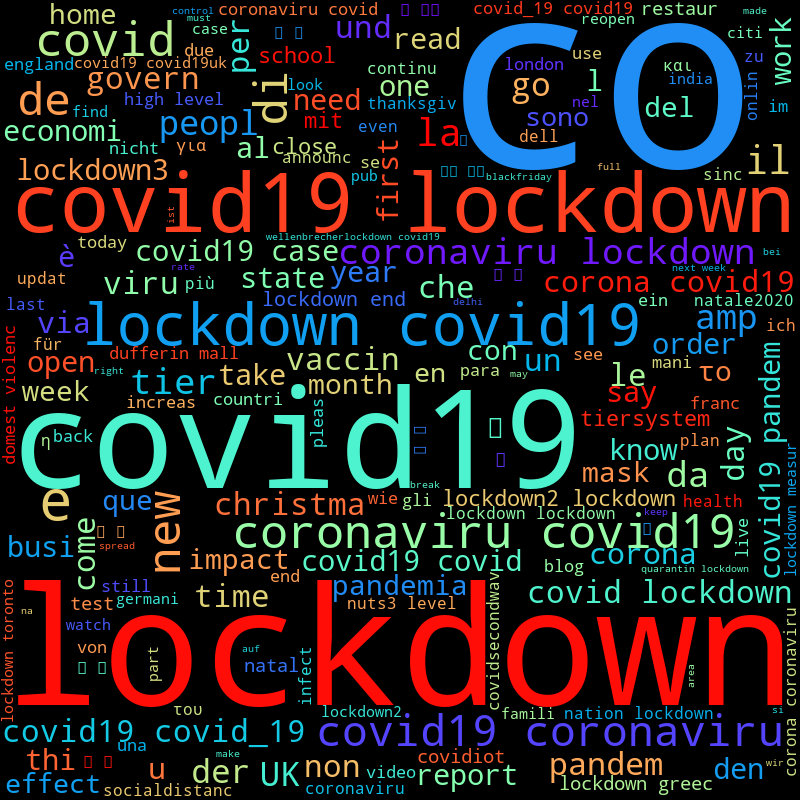 must
case
coronaviru covid
covid_19 covid19
restaur
control
made
reopen
home
covid
due
per
und
read
CO
citi
work
england
covid19 covid19uk
school
continu
london
και
zu
govern
look
use
india
de
high level
di
need
one
thanksgiv
go
l
del
onlin
im
find
economi
peopl
mit
even
sono
nel
nicht
για
al
close
la
dell
announc
se
il
lockdown3
first
pub
blackfriday
full
sinc
covid19 lockdown
ist
wellenbrecherlockdown covid19
today
è
covid19 case
coronaviru lockdown
bei
rate
next week
updat
viru
più
state
year
che
corona covid19
last
lockdown end
delhi
ein
natale2020
via
amp
ich
lockdown covid19
für
order
domest violenc
open
dufferin mall
vaccin
con
un
see
right
tier
take
en
para
le
mani
το
week
month
may
say
franc
increas
countri
pleas
covid19
tiersystem
day
covid19 pandem
η
back
know
plan
break
mask
da
e
que
new
christma
wie
gli
lockdown2 lockdown
health
lockdown measur
lockdown lockdown
keep
come
coronaviru covid19
live
busi
spread
impact
covid19 covid
blog
corona
quarantin lockdown
end
still
pandemia
covid lockdown
lockdown toronto
test
germani
time
nuts3 level
covidsecondwav
na
watch
lockdown
coronaviru
corona coronaviru
von
part
auf
natal
infect
area
του
lockdown2
famili
nation lockdown
si
covid19 covid_19
una
covid19 coronaviru
thi
make
covidiot
pandem
den
wir
effect
u
der
UK
non
video
report
lockdown greec
socialdistanc
coronaviru